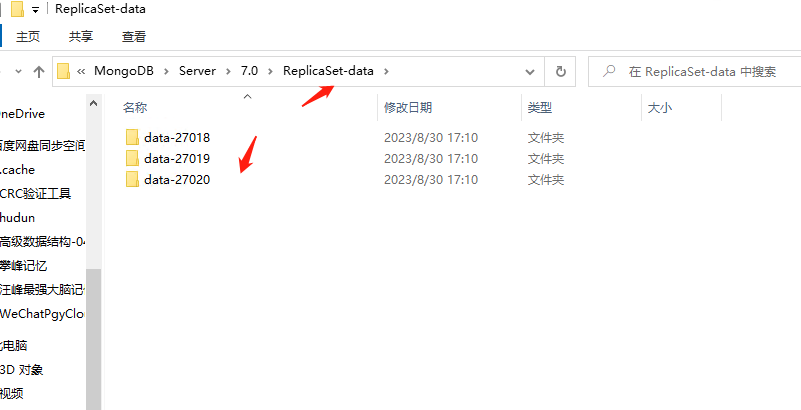 ReplicaSet-data
主页 共享 查看
« MongoDB > Server > 7.0 > ReplicaSet-data > 在 ReplicaSet-data 中搜索
名称 修改日期 类型 大小
data-27018 2023/8/30 17:10 文件夹
data-27019 2023/8/30 17:10 文件夹
data-27020 2023/8/30 17:10 文件夹
neDrive
百度网盘同步空间
.cache
CRC验证工具
hudun
高级数据结构-04
攀峰记忆
汪峰最强大脑记
WeChatPgyClou
电脑
3D 对象
视频